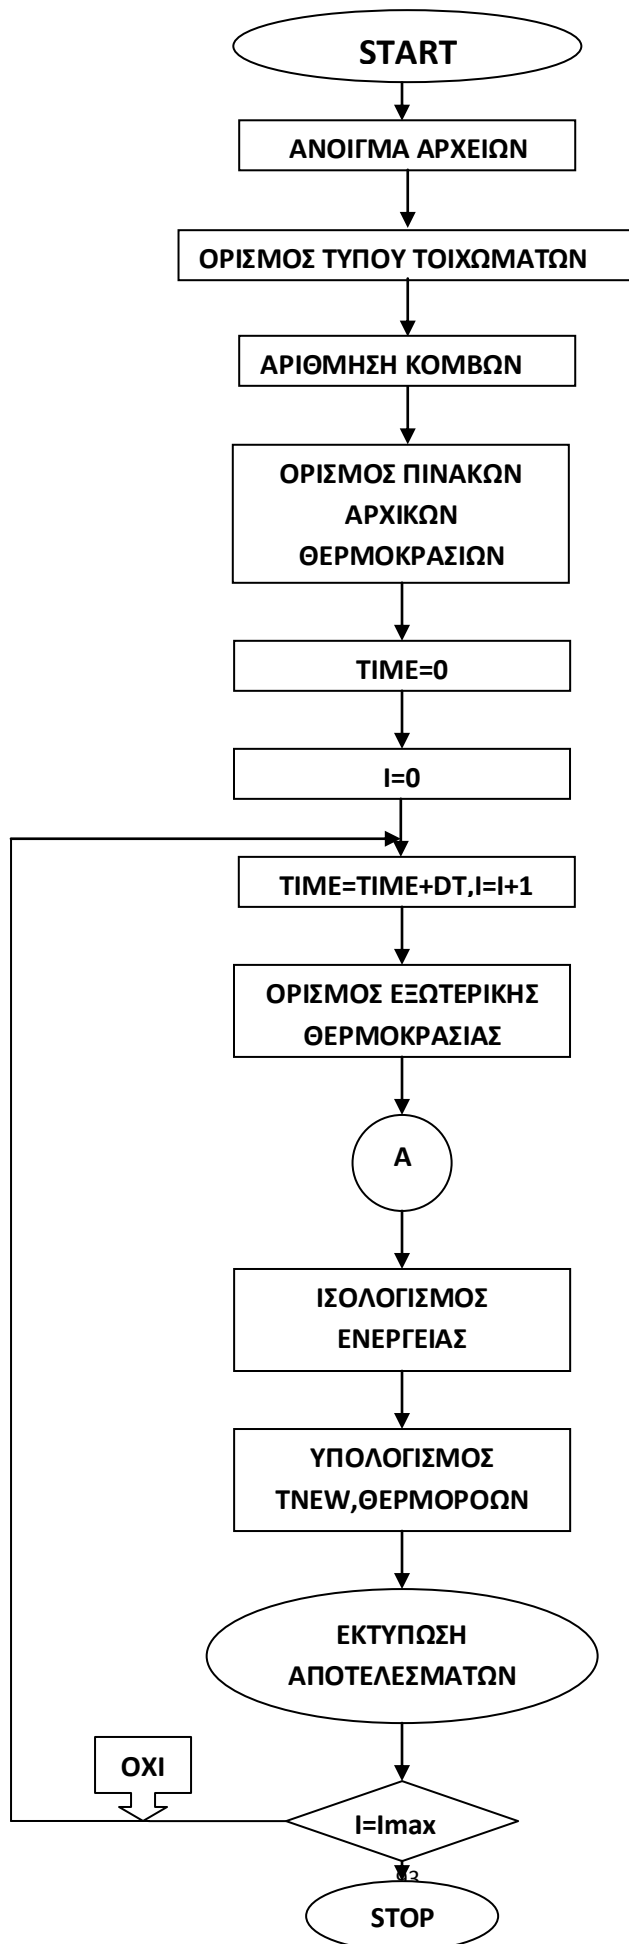 START
ΑΝΟΙΓΜΑ ΑΡΧΕΙΩΝ
ΟΡΙΣΜΟΣ ΤΥΠΟΥ ΤΟΙΧΩΜΑΤΩΝ
ΑΡΙΘΜΗΣΗ ΚΟΜΒΩΝ
ΟΡΙΣΜΟΣ ΠΙΝΑΚΩΝ
ΑΡΧΙΚΩΝ
ΘΕΡΜΟΚΡΑΣΙΩΝ
TIME=0
I=0
TIME=TIME+DT,I=I+1
ΟΡΙΣΜΟΣ ΕΞΩΤΕΡΙΚΗΣ
ΘΕΡΜΟΚΡΑΣΙΑΣ
A
ΙΣΟΛΟΓΙΣΜΟΣ
ΕΝΕΡΓΕΙΑΣ
ΥΠΟΛΟΓΙΣΜΟΣ
TNEW,ΘΕΡΜΟΡΟΩΝ
ΕΚΤΥΠΩΣΗ
ΑΠΟΤΕΛΕΣΜΑΤΩΝ
ΟΧΙ
I=Imax
93
STOP